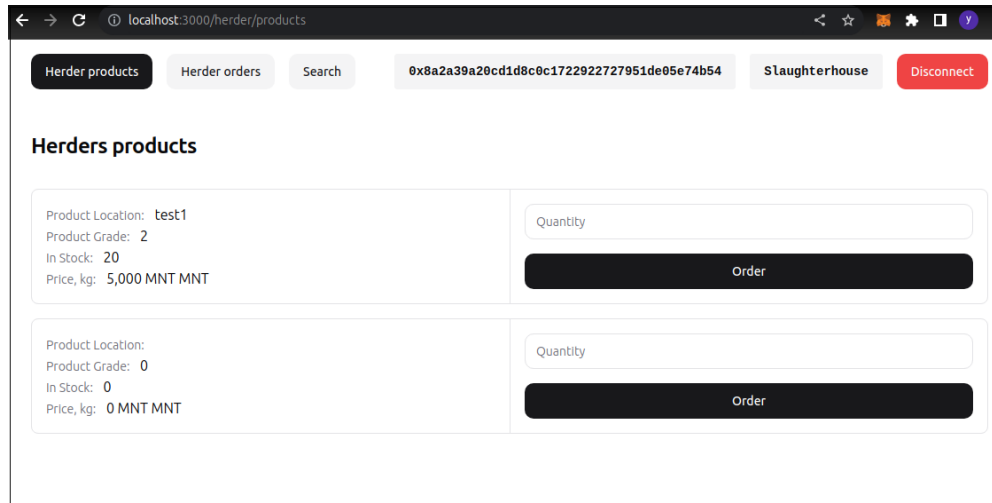 localhost:3000/herder/products
y
Herder products Herder orders Search 0x8a2a39a20cd1d8c0c1722922727951de05e74b54 Slaughterhouse Disconnect
Herders products
Product Location: test1
Product Grade: 2
In Stock: 20
Price, kg: 5,000 MNT MNT
Quantity
Order
Product Location:
Product Grade: 0
In Stock: 0
Price, kg: 0 MNT MNT
Quantity
Order